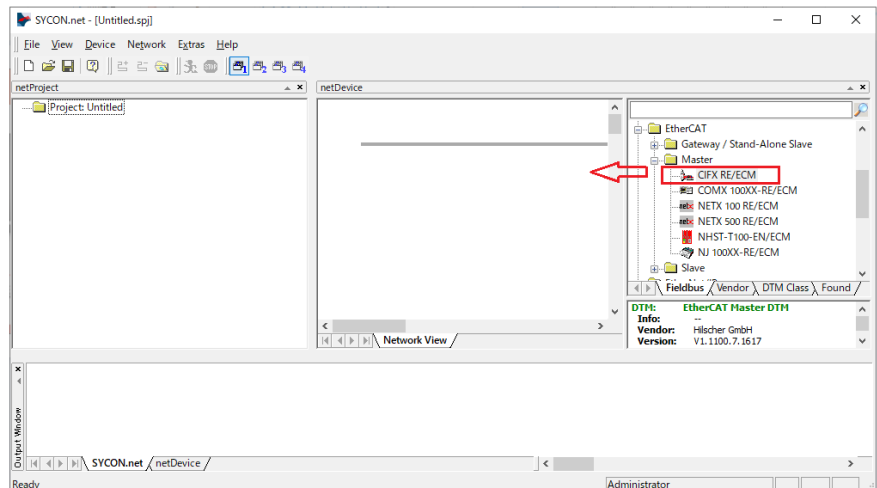 SYCON.net - [Untitled.spj]
File View Device Network Extras Help
netProject
netDevice
Project: Untitled
EtherCAT
Gateway / Stand-Alone Slave
Master
CIFX RE/ECM
COMX 100XX-RE/ECM
NETX 100 RE/ECM
NETX 500 RE/ECM
NHST-T100-EN/ECM
NJ 100XX-RE/ECM
Slave
Fieldbus Vendor DTM Class Found
DTM: EtherCAT Master DTM
Info: --
Vendor: Hilscher GmbH
Version: V1.1100.7.1617
Network View
Output Window
SYCON.net netDevice
Ready
Administrator